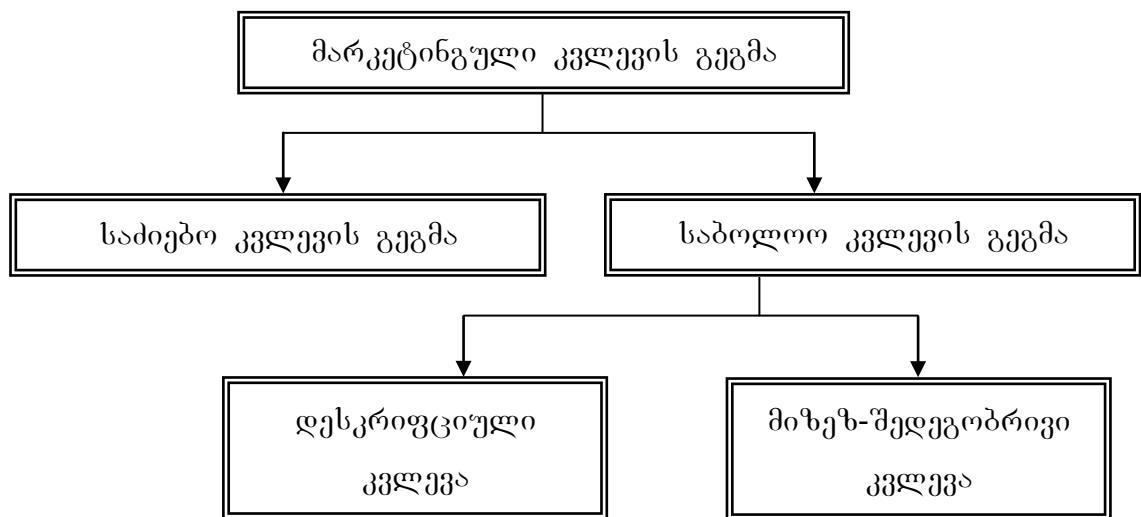 მარკეტინგული კვლევის გეგმა
საძიებო კვლევის გეგმა
საბოლოო კვლევის გეგმა
დესკრიფციული
კვლევა
მიზეზ-შედეგობრივი
კვლევა